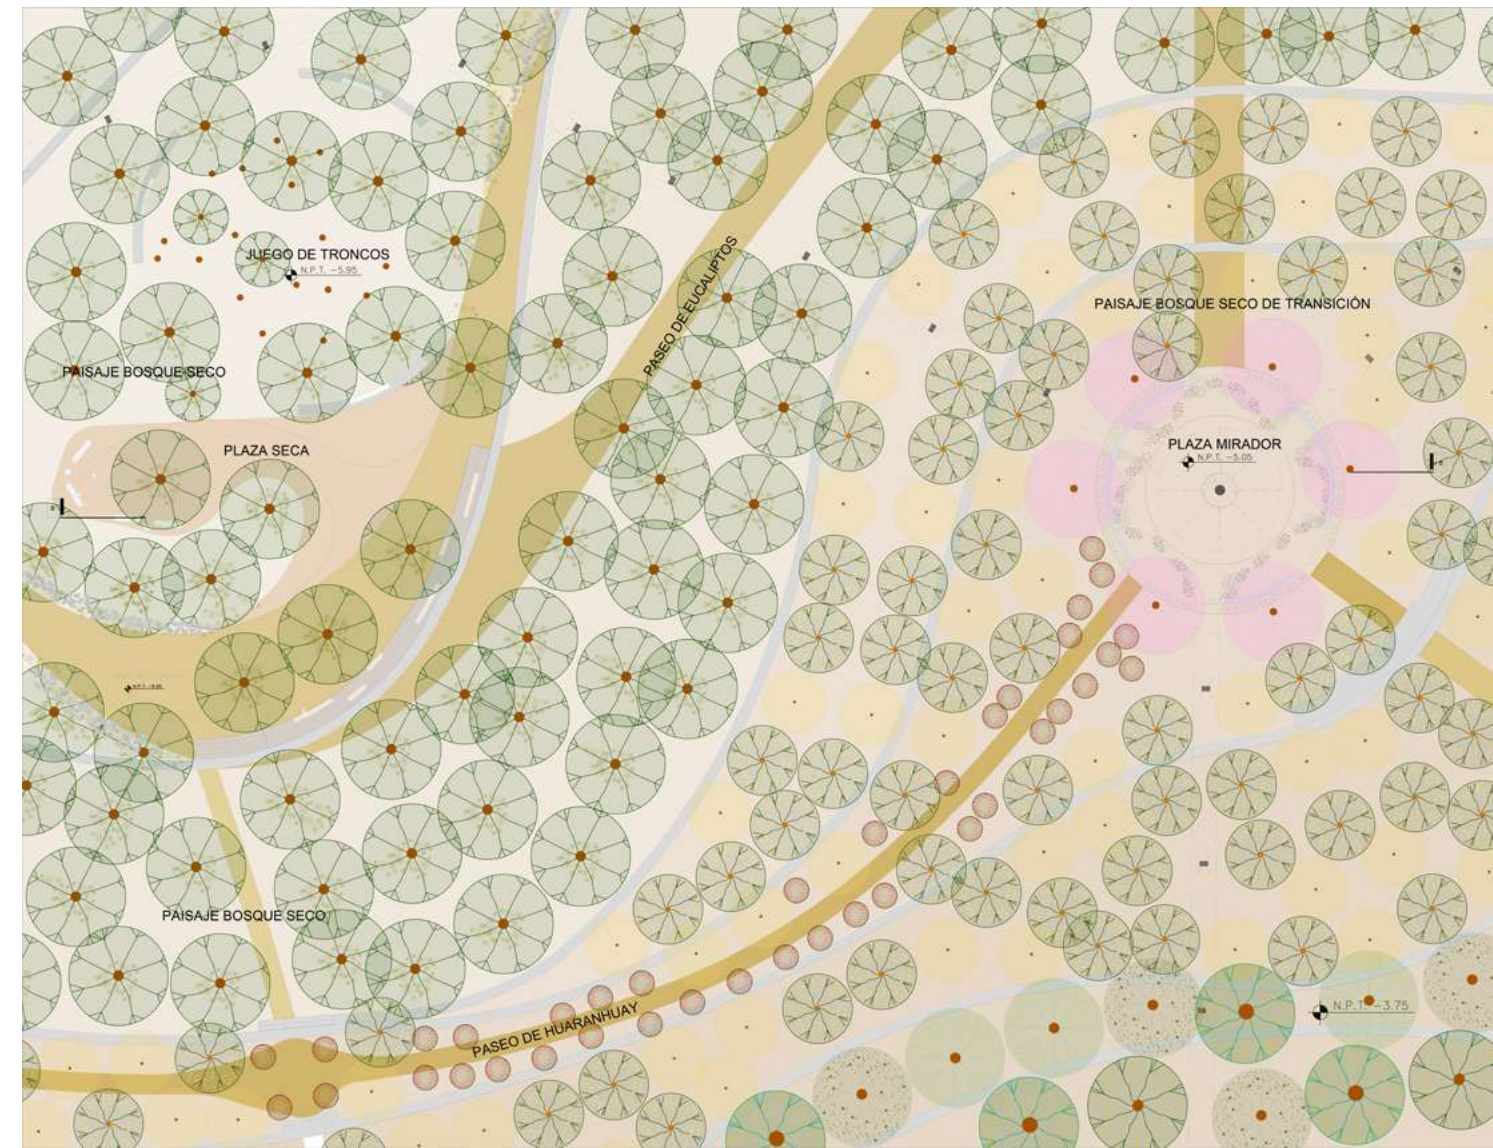 JUEGO DE TRONCOS
N.P.T. -5.95
PASEO DE EUCALIPTOS
PAISAJE BOSQUE SECO DE TRANSICIÓN
PAISAJE BOSQUE SECO
PLAZA SECA
PLAZA MIRADOR
N.P.T. -5.05
PAISAJE BOSQUE SECO
PASEO DE HUARANHUAY
N.P.T. -3.75